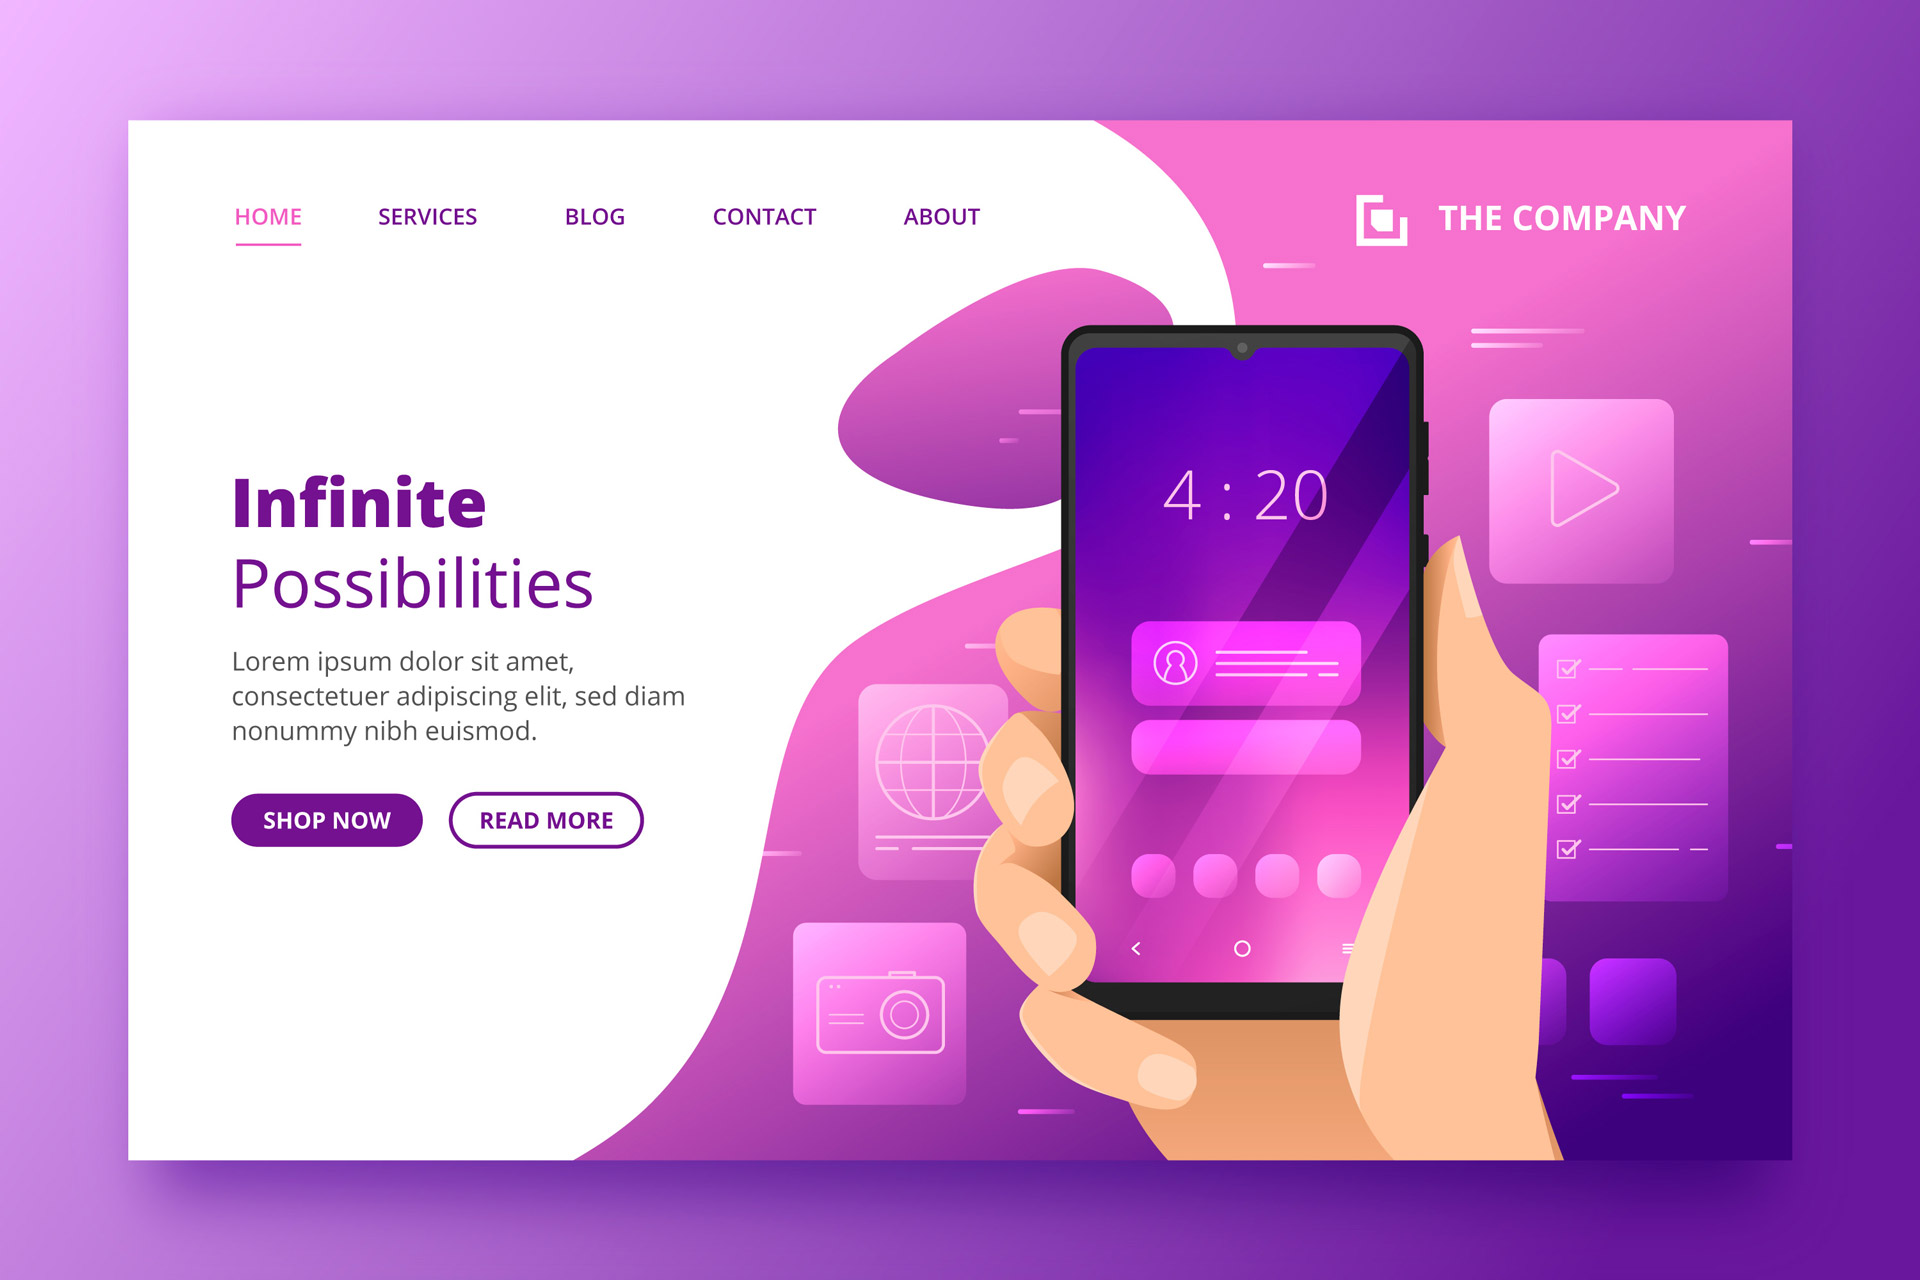 HOME SERVICES BLOG CONTACT ABOUT
THE COMPANY
Infinite
Possibilities
Lorem ipsum dolor sit amet,
consectetuer adipiscing elit, sed diam
nonummy nibh euismod.
SHOP NOW READ MORE
4 : 20